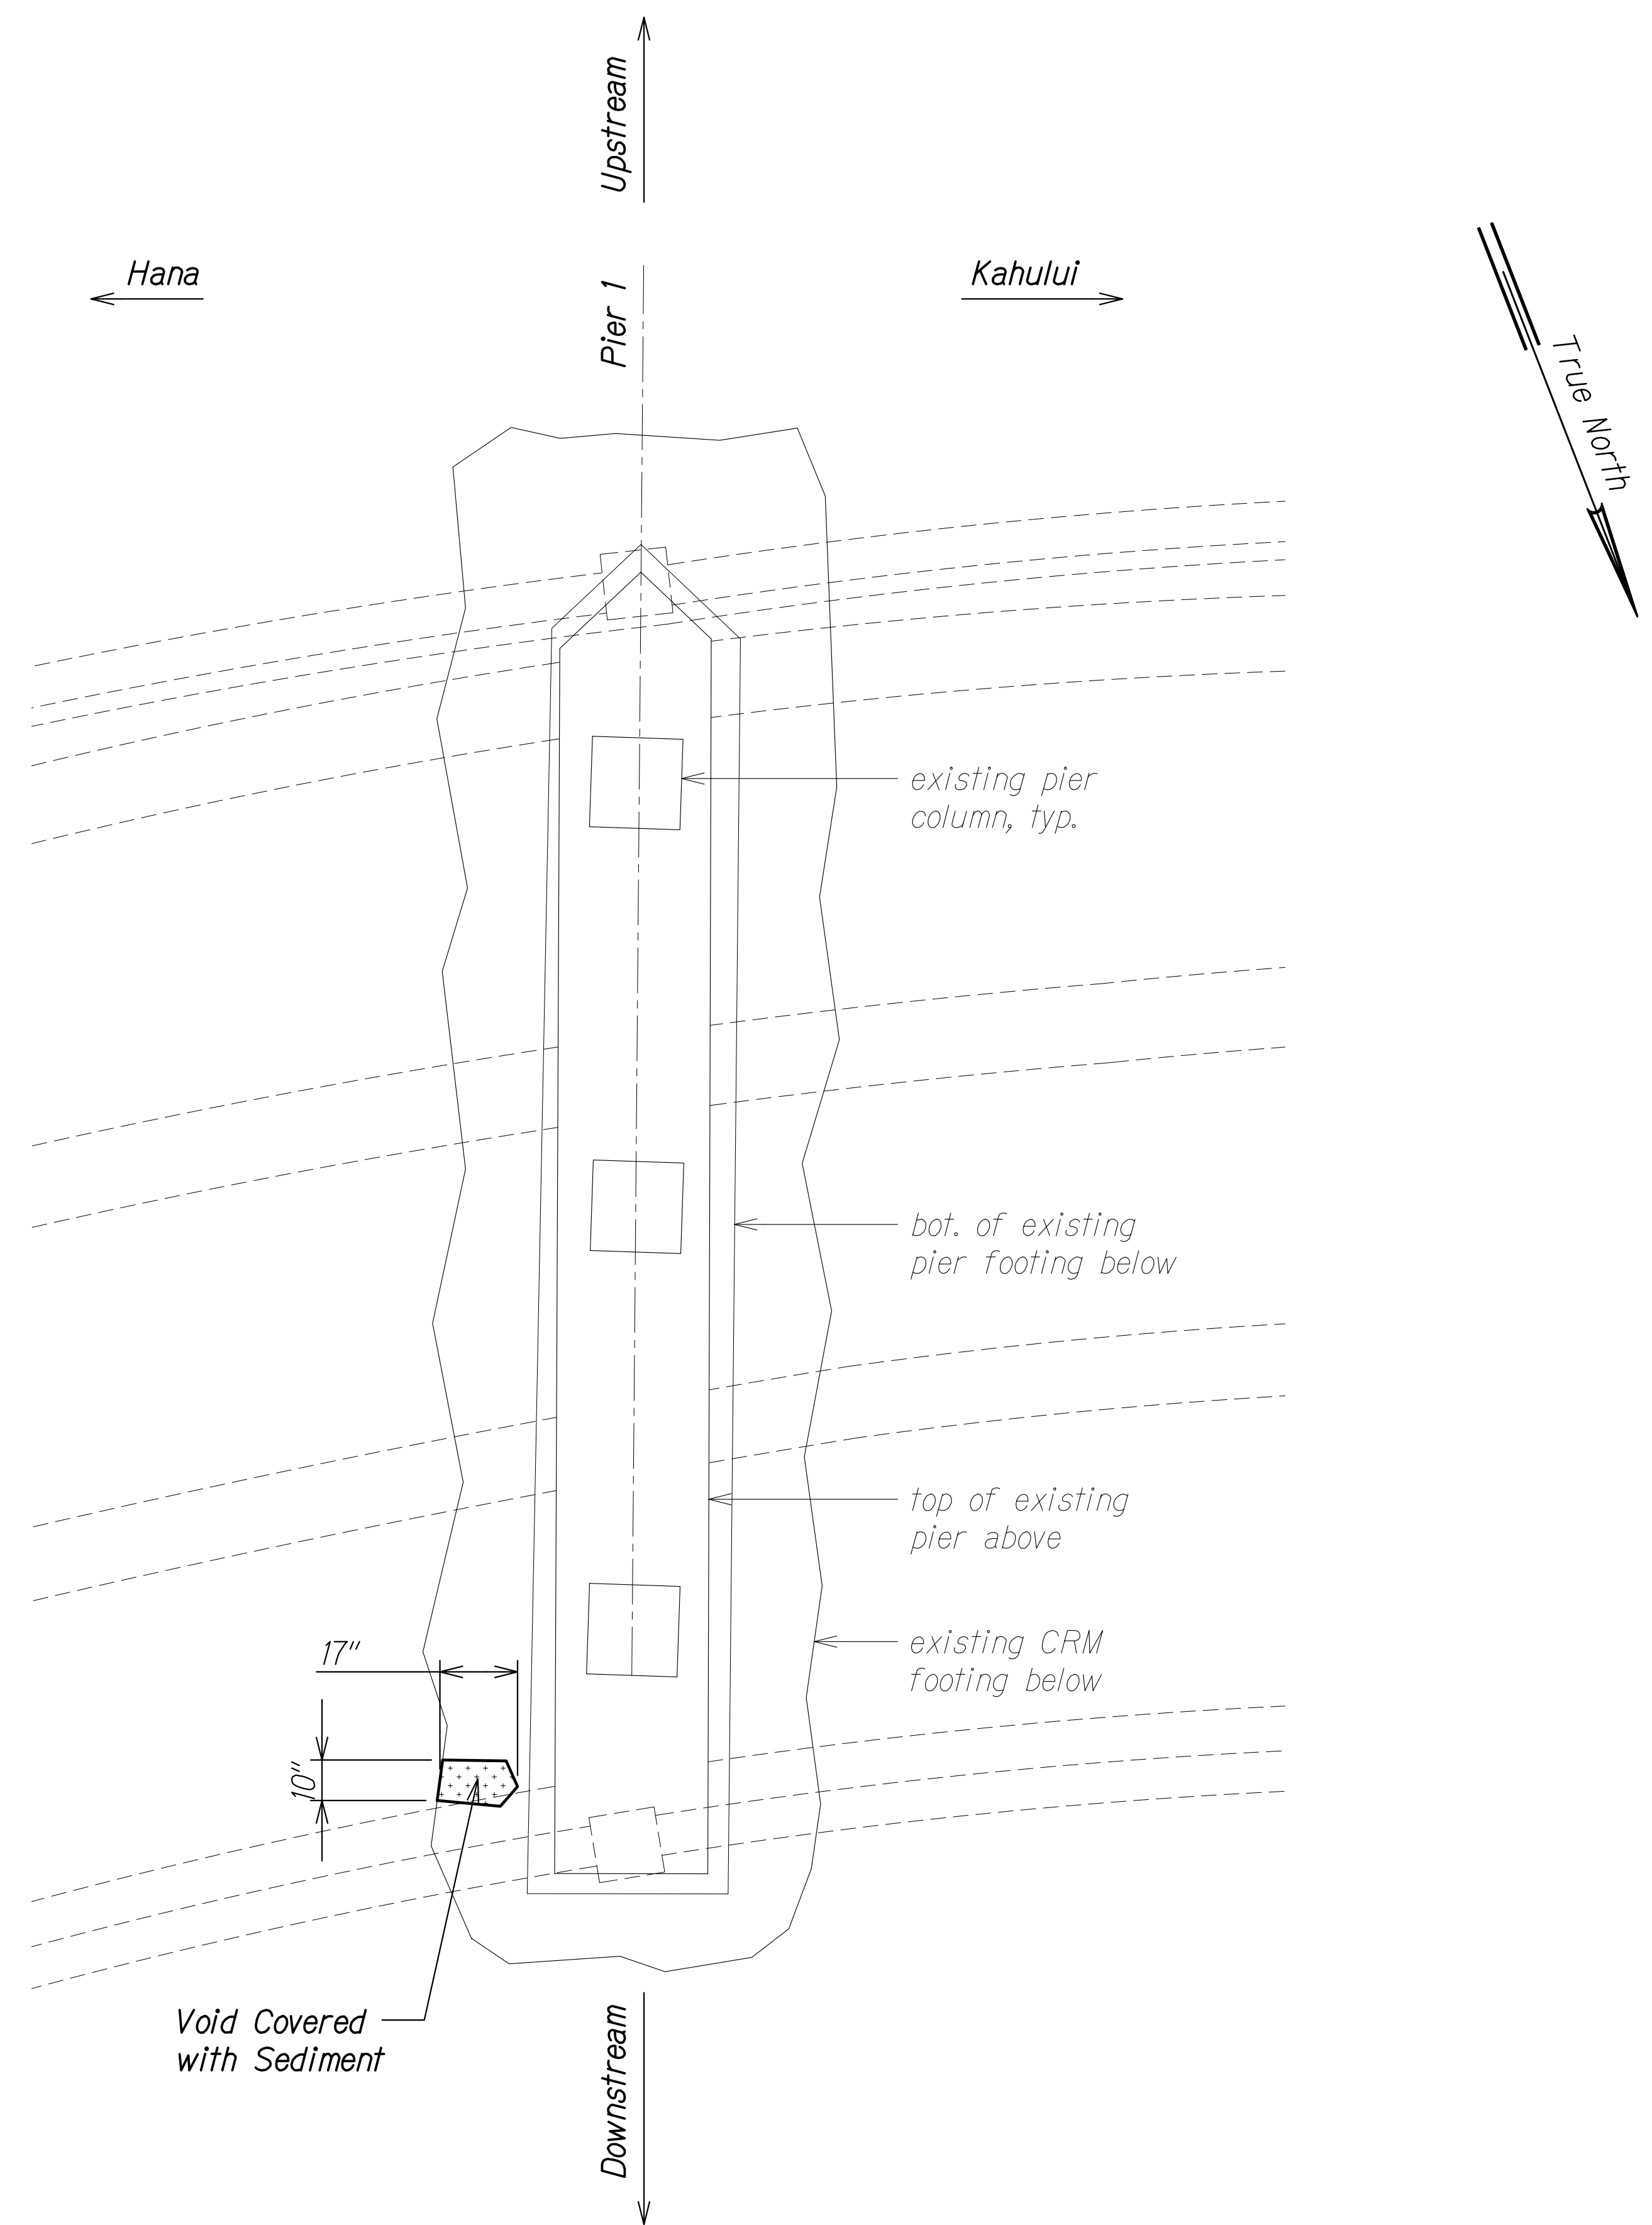 Upstream
Hana
Kahului
Pier 1
True North
existing pier
column, typ.
bot. of existing
pier footing below
top of existing
pier above
existing CRM
footing below
17"
10"
Void Covered
with Sediment
Downstream